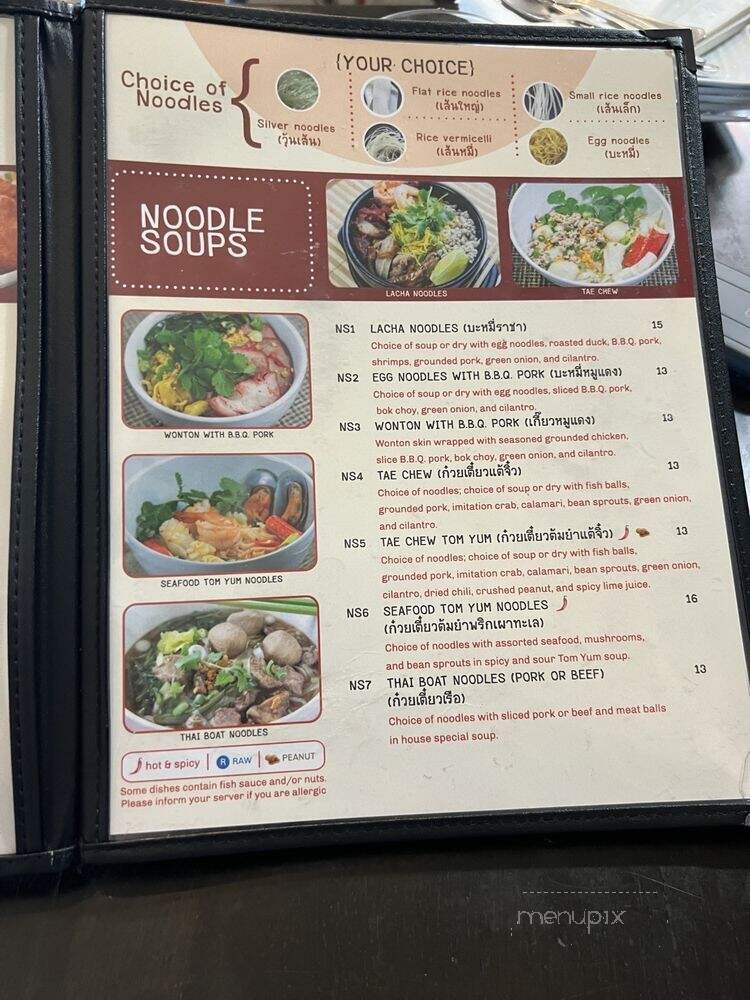 {YOUR CHOICE}
Choice of
Noodles
Silver noodles
(วุ้นเส้น)
Flat rice noodles
(เส้นใหญ่)
Rice vermicelli
(เส้นหมี่)
Small rice noodles
(เส้นเล็ก)
Egg noodles
(บะหมี่)
NOODLE
SOUPS
LACHA NOODLES
TAE CHEW
WONTON WITH B.B.Q. PORK
SEAFOOD TOM YUM NOODLES
THAI BOAT NOODLES
NS1 LACHA NOODLES (บะหมี่ราชา) 15
Choice of soup or dry with egg noodles, roasted duck, B.B.Q. pork,
shrimps, grounded pork, green onion, and cilantro.
NS2 EGG NOODLES WITH B.B.Q. PORK (บะหมี่หมูแดง) 13
Choice of soup or dry with egg noodles, sliced B.B.Q. pork,
bok choy, green onion, and cilantro.
NS3 WONTON WITH B.B.Q. PORK (เกี๊ยวหมูแดง) 13
Wonton skin wrapped with seasoned grounded chicken,
slice B.B.Q. pork, bok choy, green onion, and cilantro.
NS4 TAE CHEW (ก๋วยเตี๋ยวแต้จิ๋ว) 13
Choice of noodles; choice of soup or dry with fish balls,
grounded pork, imitation crab, calamari, bean sprouts, green onion,
and cilantro.
NS5 TAE CHEW TOM YUM (ก๋วยเตี๋ยวต้มยำแต้จิ๋ว) 13
Choice of noodles; choice of soup or dry with fish balls,
grounded pork, imitation crab, calamari, bean sprouts, green onion,
cilantro, dried chili, crushed peanut, and spicy lime juice.
NS6 SEAFOOD TOM YUM NOODLES 16
(ก๋วยเตี๋ยวต้มยำพริกเผาทะเล)
Choice of noodles with assorted seafood, mushrooms,
and bean sprouts in spicy and sour Tom Yum soup.
NS7 THAI BOAT NOODLES (PORK OR BEEF) 13
(ก๋วยเตี๋ยวเรือ)
Choice of noodles with sliced pork or beef and meat balls
in house special soup.
hot & spicy | R RAW | PEANUT
Some dishes contain fish sauce and/or nuts.
Please inform your server if you are allergic
menupix